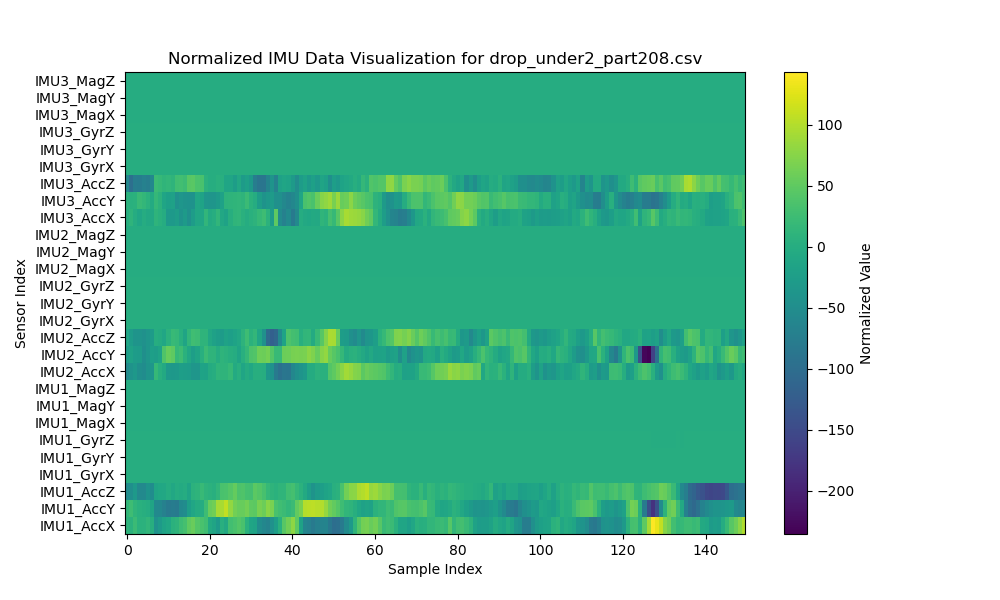 Normalized IMU Data Visualization for drop_under2_part208.csv
IMU3_MagZ
IMU3_MagY
IMU3_MagX
IMU3_GyrZ
IMU3_GyrY
IMU3_GyrX
IMU3_AccZ
IMU3_AccY
IMU3_AccX
IMU2_MagZ
IMU2_MagY
IMU2_MagX
IMU2_GyrZ
IMU2_GyrY
IMU2_GyrX
IMU2_AccZ
IMU2_AccY
IMU2_AccX
IMU1_MagZ
IMU1_MagY
IMU1_MagX
IMU1_GyrZ
IMU1_GyrY
IMU1_GyrX
IMU1_AccZ
IMU1_AccY
IMU1_AccX
Sensor Index
0 20 40 60 80 100 120 140
Sample Index
100
50
0
−50
−100
−150
−200
Normalized Value